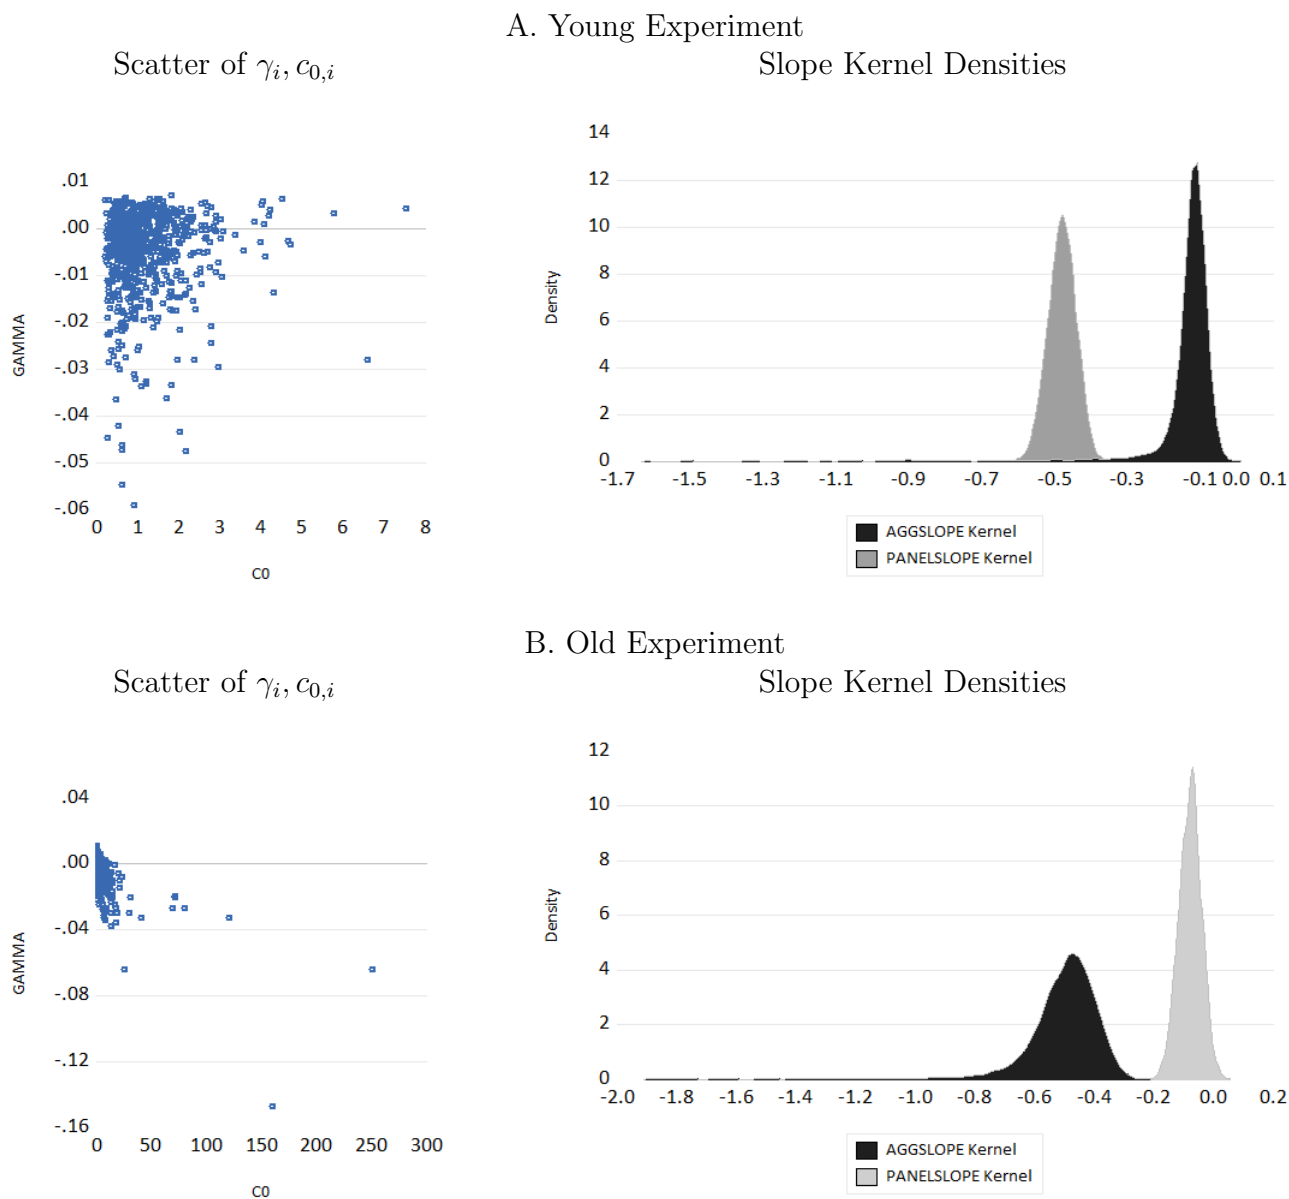 A. Young Experiment
Scatter of γᵢ, c₀,ᵢ
Slope Kernel Densities
.01
.00
-.01
-.02
-.03
-.04
-.05
-.06
GAMMA
0 1 2 3 4 5 6 7 8
C0
14
12
10
8
6
4
2
0
Density
-1.7 -1.5 -1.3 -1.1 -0.9 -0.7 -0.5 -0.3 -0.1 0.0 0.1
AGGSLOPE Kernel
PANELSLOPE Kernel
B. Old Experiment
Scatter of γᵢ, c₀,ᵢ
Slope Kernel Densities
.04
.00
-.04
-.08
-.12
-.16
GAMMA
0 50 100 150 200 250 300
C0
12
10
8
6
4
2
0
Density
-2.0 -1.8 -1.6 -1.4 -1.2 -1.0 -0.8 -0.6 -0.4 -0.2 0.0 0.2
AGGSLOPE Kernel
PANELSLOPE Kernel